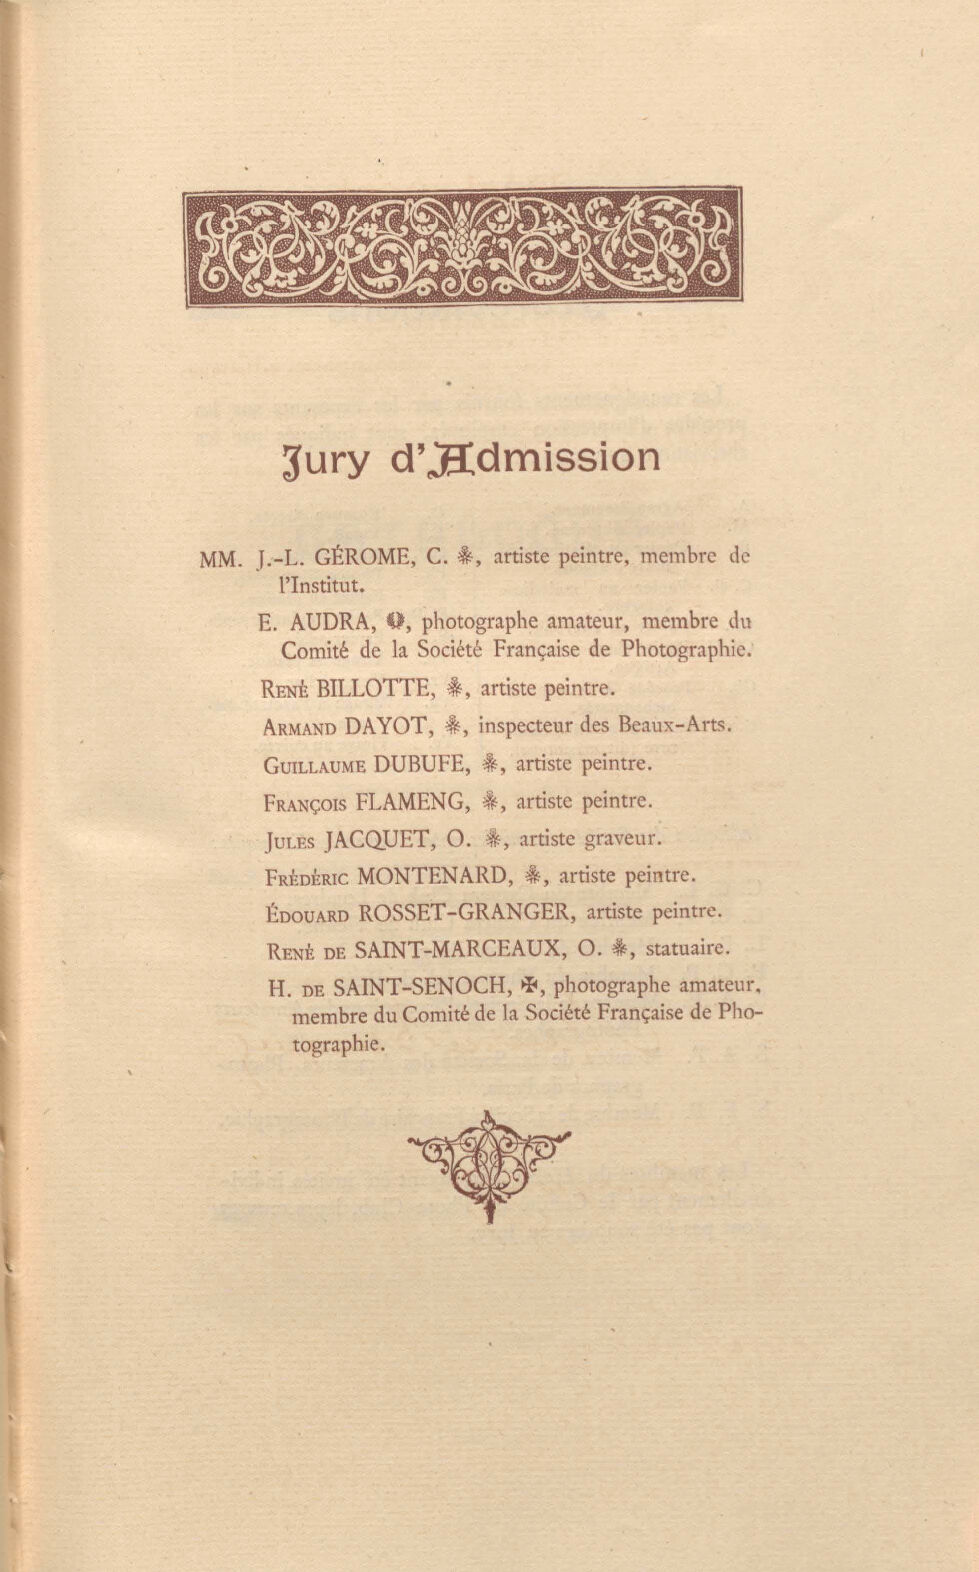 Jury d'Admission
MM. J.-L. GÉROME, C. ❋, artiste peintre, membre de
l'Institut.
E. AUDRA, ❂, photographe amateur, membre du
Comité de la Société Française de Photographie.
René BILLOTTE, ❋, artiste peintre.
Armand DAYOT, ❋, inspecteur des Beaux-Arts.
Guillaume DUBUFE, ❋, artiste peintre.
François FLAMENG, ❋, artiste peintre.
Jules JACQUET, O. ❋, artiste graveur.
Frédéric MONTENARD, ❋, artiste peintre.
Édouard ROSSET-GRANGER, artiste peintre.
René de SAINT-MARCEAUX, O. ❋, statuaire.
H. de SAINT-SENOCH, ✠, photographe amateur,
membre du Comité de la Société Française de Pho-
tographie.